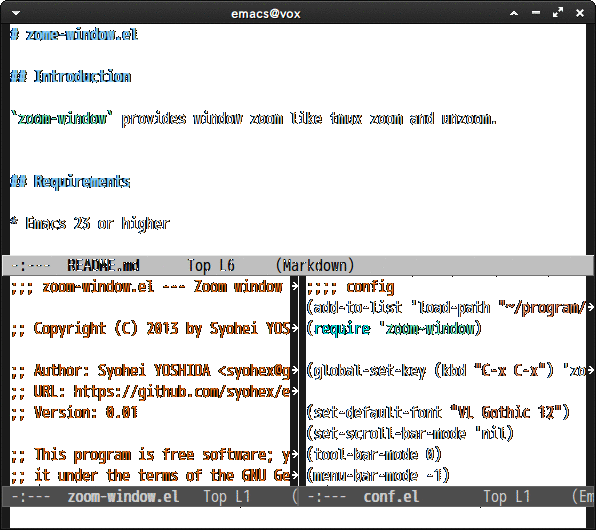 emacs@vox
# zoom-window.el
## Introduction
`zoom-window` provides window zoom like tmux zoom and unzoom.
## Requirements
* Emacs 23 or higher
-:--- README.md Top L6 (Markdown)
;;; zoom-window.el --- Zoom window
;; Copyright (C) 2013 by Syohei YOS
;; Author: Syohei YOSHIDA <syohex@g
;; URL: https://github.com/syohex/e
;; Version: 0.01
;; This program is free software; y
;; it under the terms of the GNU Ge
-:--- zoom-window.el Top L1 (
;;;; config
(add-to-list 'load-path "~/program/
(require 'zoom-window)
(global-set-key (kbd "C-x C-x") 'zo
(set-default-font "VL Gothic 12")
(set-scroll-bar-mode 'nil)
(tool-bar-mode 0)
(menu-bar-mode -1)
-:--- conf.el Top L1 (Em